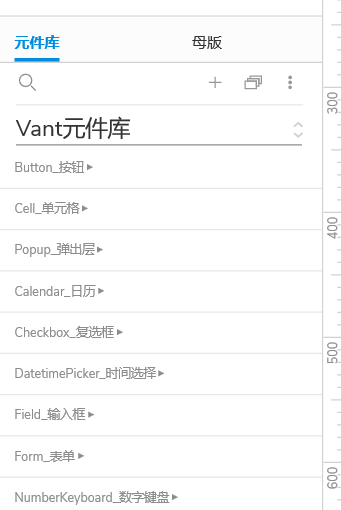 元件库 母版
Vant元件库
Button_按钮
Cell_单元格
Popup_弹出层
Calendar_日历
Checkbox_复选框
DatetimePicker_时间选择
Field_输入框
Form_表单
NumberKeyboard_数字键盘
300
400
500
600